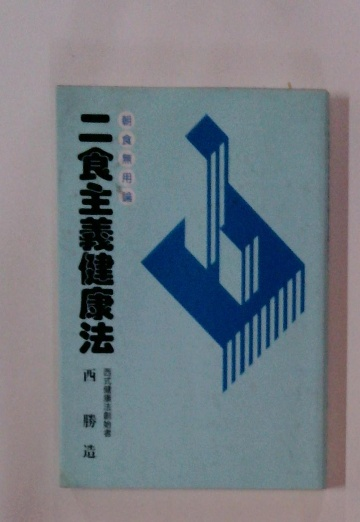 朝食無用論
二食主義健康法
西式健康法創始者
西勝造